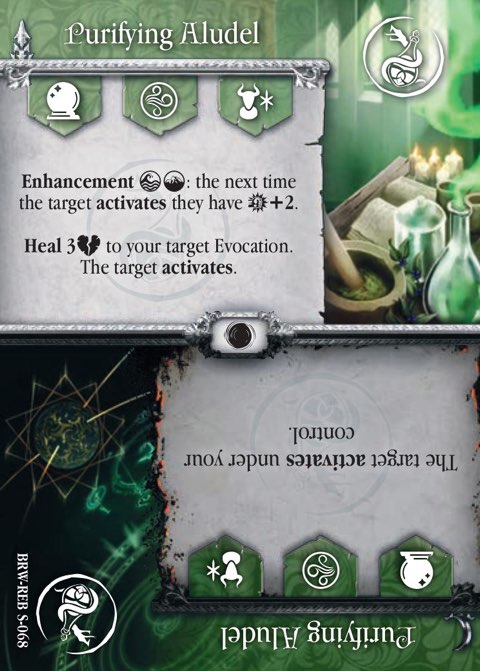 Purifying Aludel
Enhancement : the next time
the target activates they have +2.
Heal 3 to your target Evocation.
The target activates.
The target activates under your
control.
Purifying Aludel
BRW-REB S-068